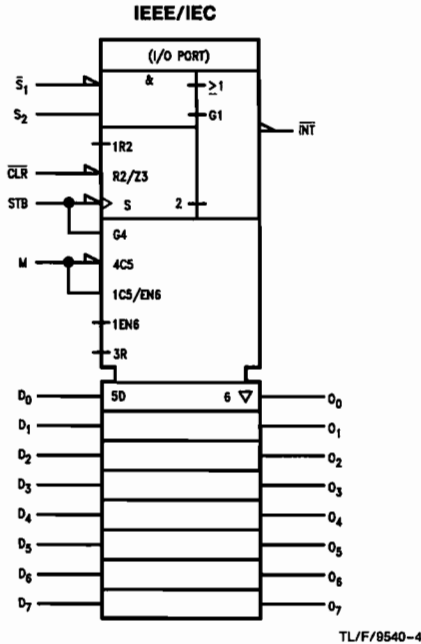 IEEE/IEC
(I/O PORT)
S̅₁
&
≥1
S₂
G1
I̅N̅T̅
1R2
C̅L̅R̅
R2/Z3
STB
S
2
G4
M
4C5
1C5/EN6
1EN6
3R
D₀
5D
6 ▽
O₀
D₁
O₁
D₂
O₂
D₃
O₃
D₄
O₄
D₅
O₅
D₆
O₆
D₇
O₇
TL/F/9540-4